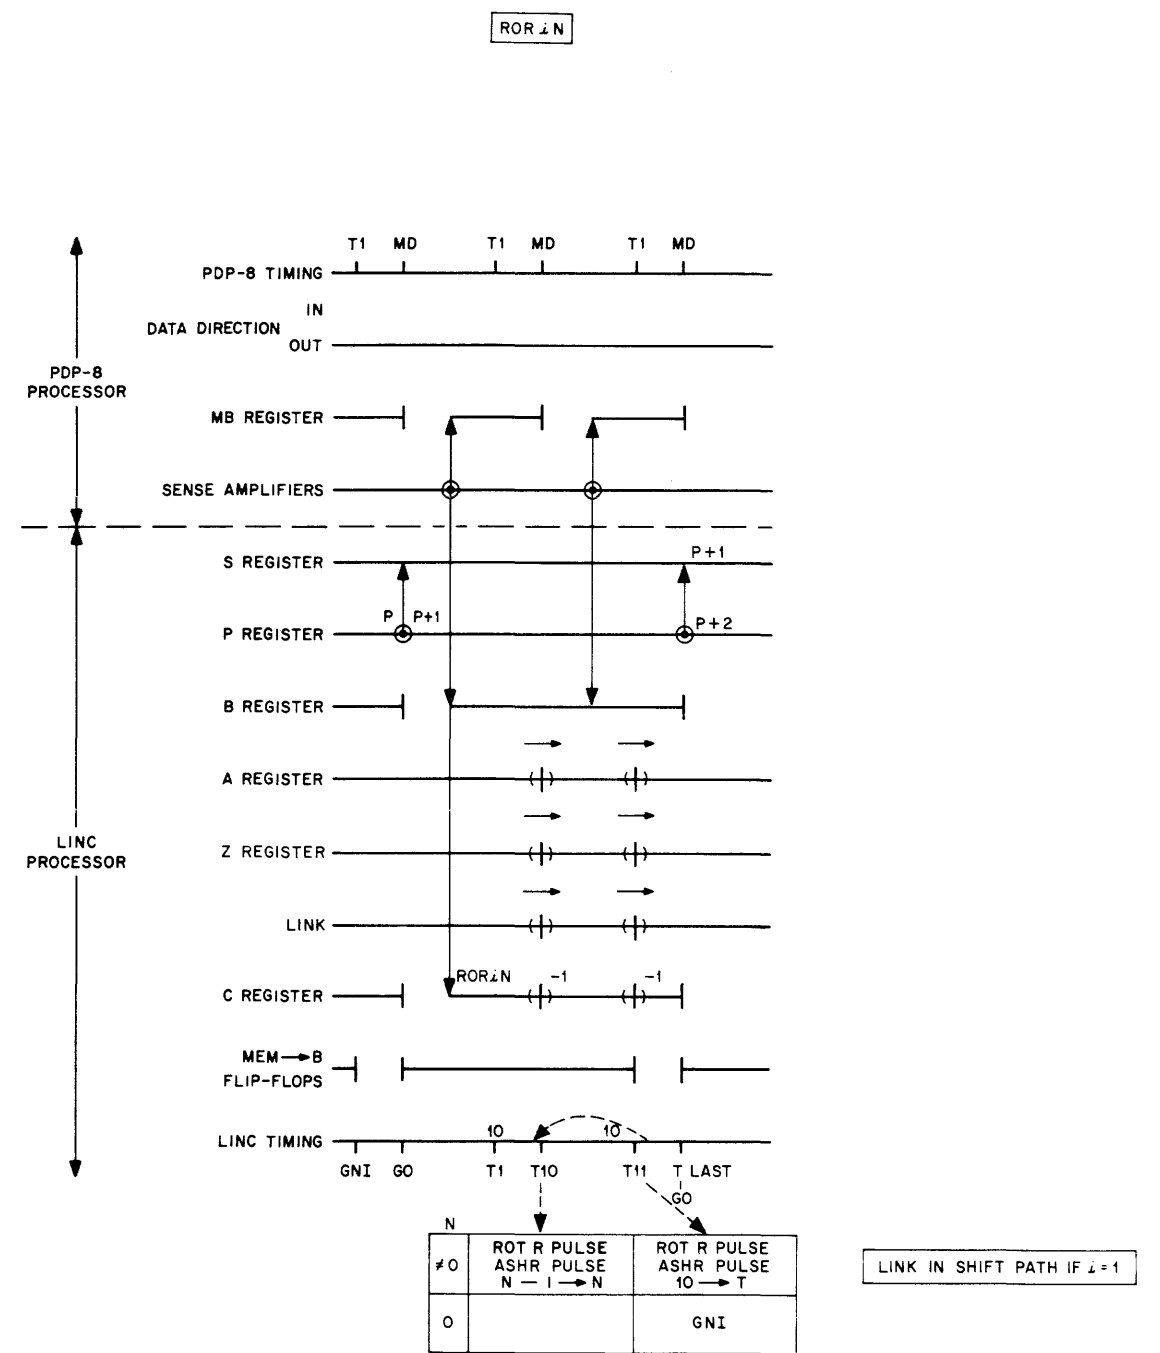 ROR i N
T1 MD T1 MD T1 MD
PDP-8 TIMING
IN
DATA DIRECTION
OUT
PDP-8
PROCESSOR
MB REGISTER
SENSE AMPLIFIERS
P+1
S REGISTER
P P+1
P+2
P REGISTER
B REGISTER
A REGISTER
LINC
PROCESSOR
Z REGISTER
LINK
RORiN -1 -1
C REGISTER
MEM→B
FLIP-FLOPS
10 10
LINC TIMING
GNI GO T1 T10 T11 T LAST
GO
N
≠0 ROT R PULSE ROT R PULSE
ASHR PULSE ASHR PULSE
N — 1 → N 10 → T
0 GNI
LINK IN SHIFT PATH IF i=1